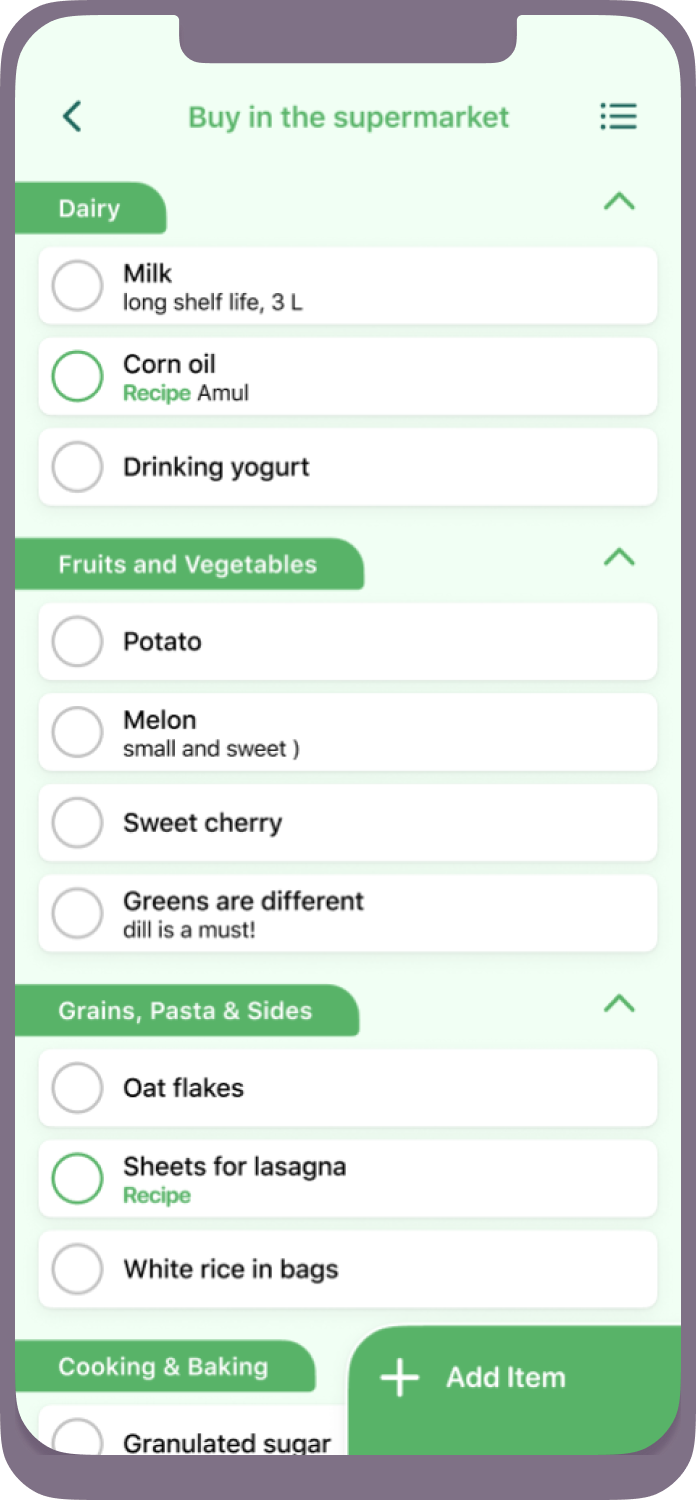 Buy in the supermarket
Dairy
Milk
long shelf life, 3 L
Corn oil
Recipe Amul
Drinking yogurt
Fruits and Vegetables
Potato
Melon
small and sweet )
Sweet cherry
Greens are different
dill is a must!
Grains, Pasta & Sides
Oat flakes
Sheets for lasagna
Recipe
White rice in bags
Cooking & Baking
Add Item
Granulated sugar